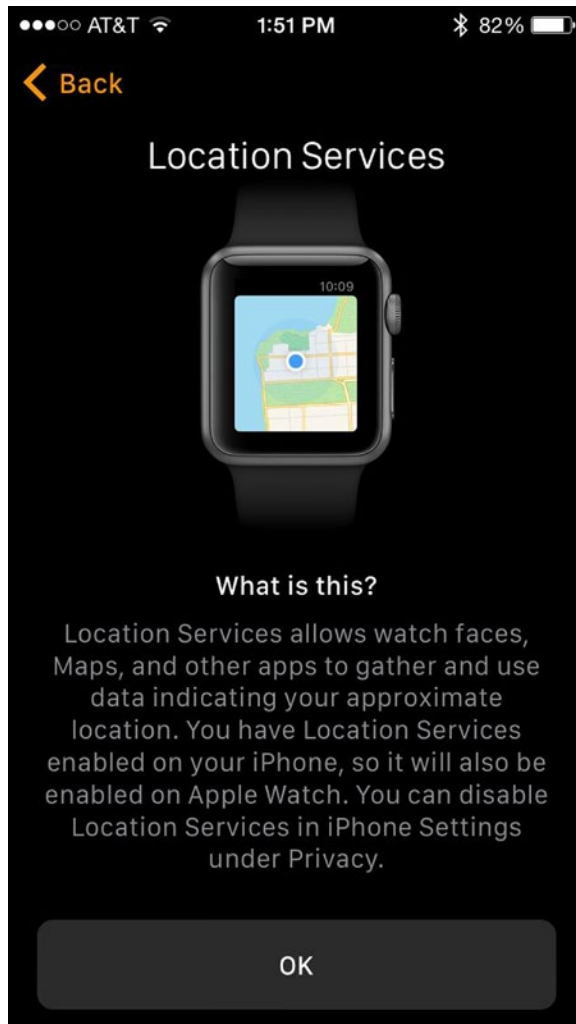 AT&T 1:51 PM 82%
Back
Location Services
10:09
What is this?
Location Services allows watch faces,
Maps, and other apps to gather and use
data indicating your approximate
location. You have Location Services
enabled on your iPhone, so it will also be
enabled on Apple Watch. You can disable
Location Services in iPhone Settings
under Privacy.
OK